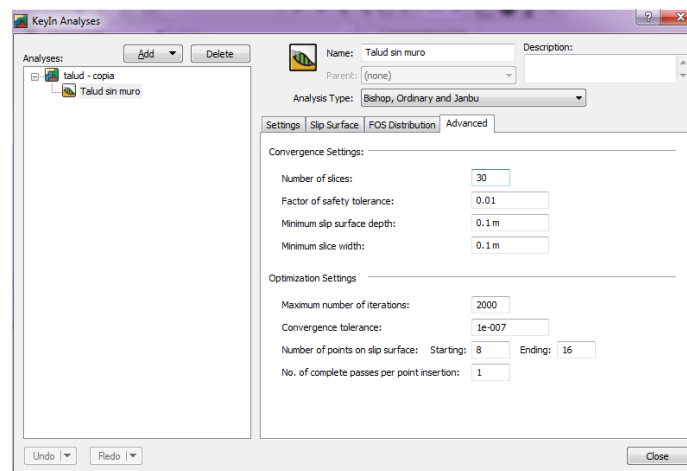 KeyIn Analyses
Analyses:
Add
Delete
talud - copia
Talud sin muro
Name: Talud sin muro
Description:
Parent: (none)
Analysis Type: Bishop, Ordinary and Janbu
Settings Slip Surface FOS Distribution Advanced
Convergence Settings:
Number of slices: 30
Factor of safety tolerance: 0.01
Minimum slip surface depth: 0.1 m
Minimum slice width: 0.1 m
Optimization Settings
Maximum number of iterations: 2000
Convergence tolerance: 1e-007
Number of points on slip surface: Starting: 8 Ending: 16
No. of complete passes per point insertion: 1
Undo Redo Close